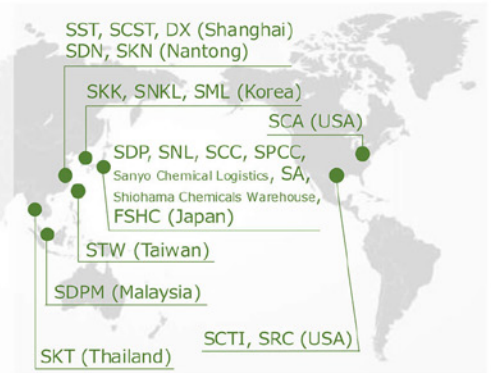 SST, SCST, DX (Shanghai)
SDN, SKN (Nantong)
SKK, SNKL, SML (Korea)
SCA (USA)
SDP, SNL, SCC, SPCC,
Sanyo Chemical Logistics, SA,
Shiohama Chemicals Warehouse,
FSHC (Japan)
STW (Taiwan)
SDPM (Malaysia)
SCTI, SRC (USA)
SKT (Thailand)